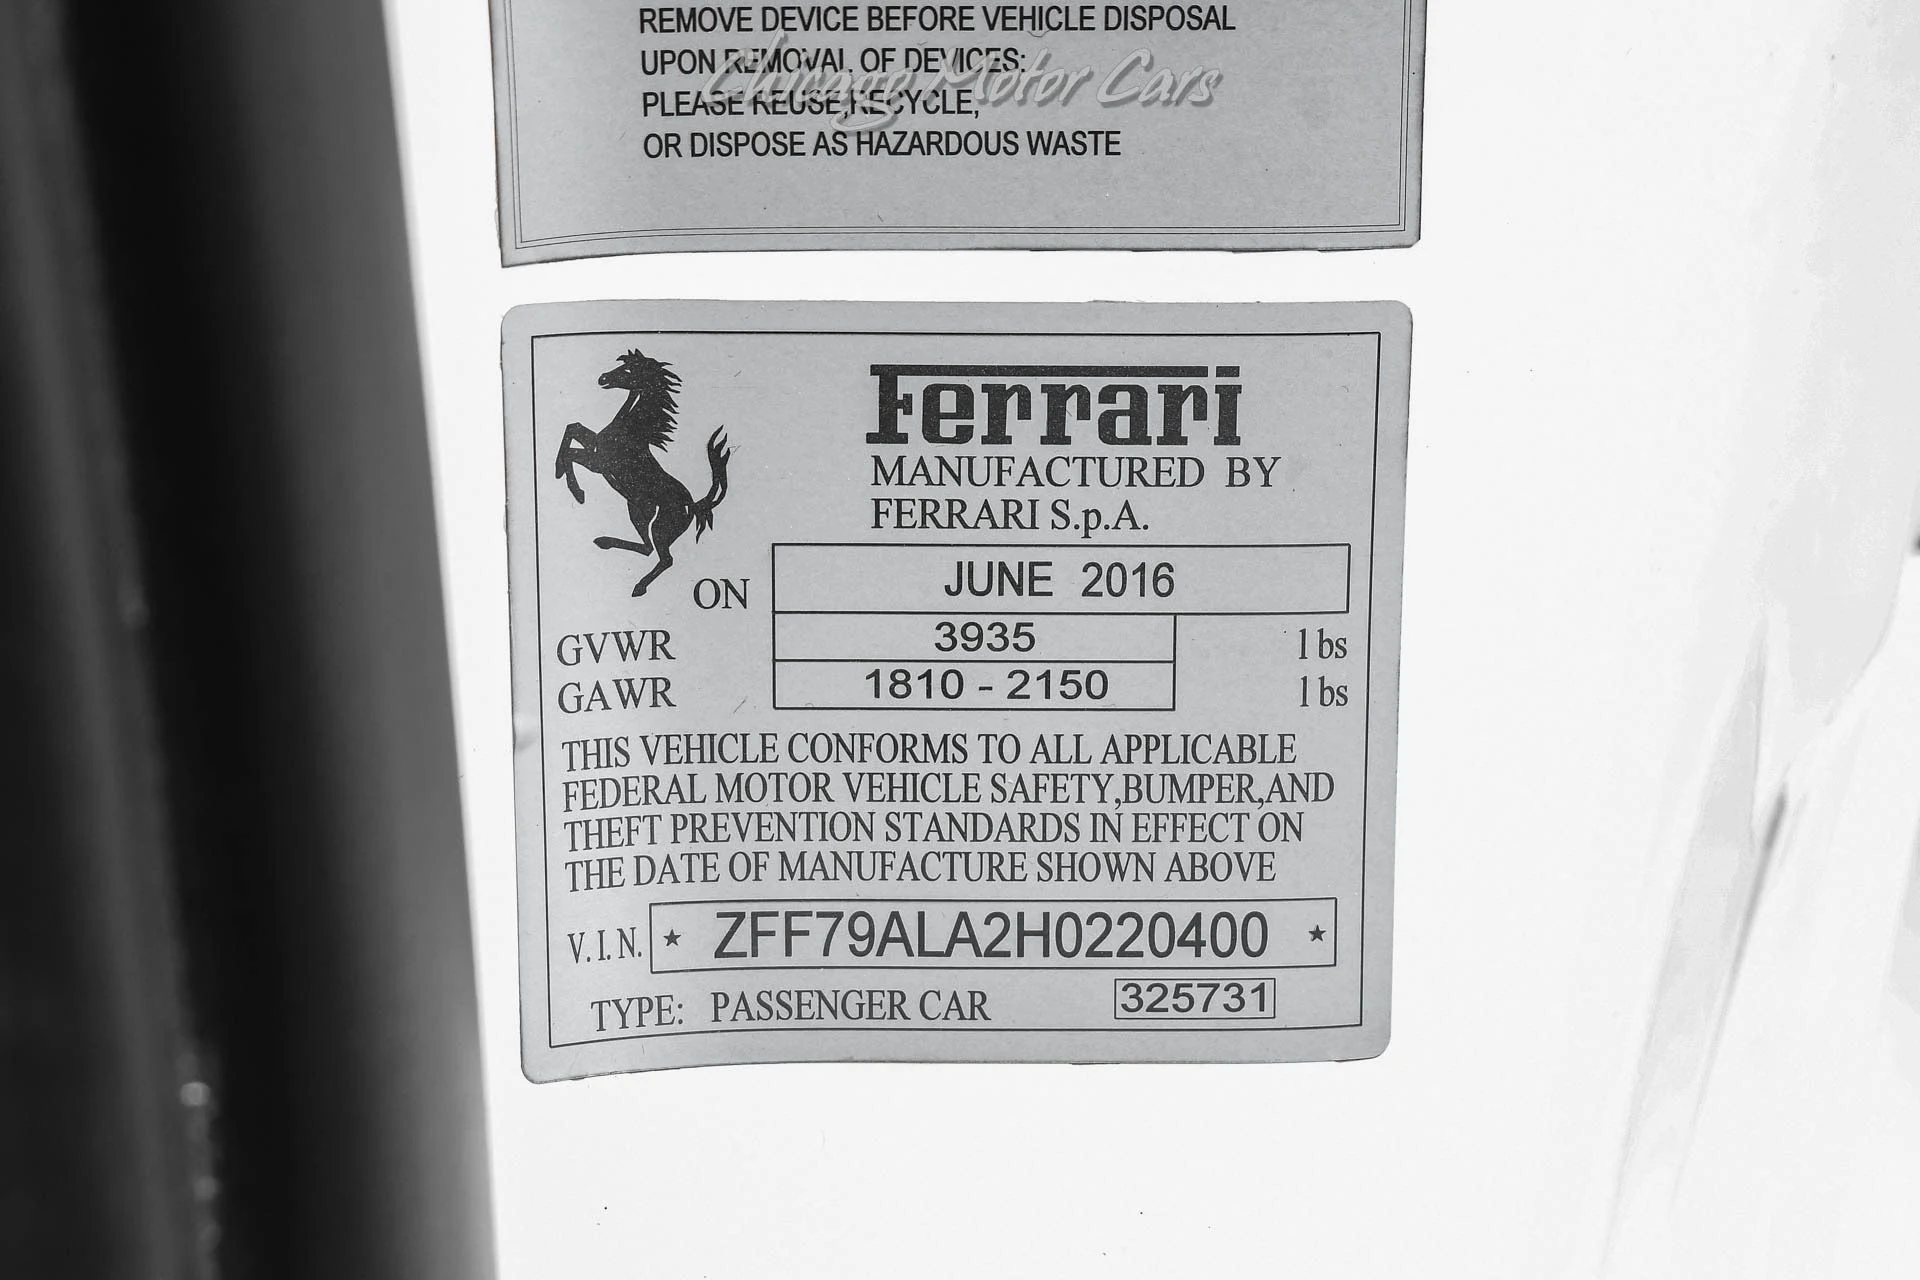 REMOVE DEVICE BEFORE VEHICLE DISPOSAL
UPON REMOVAL OF DEVICES:
Chicago Motor Cars
PLEASE REUSE,RECYCLE,
OR DISPOSE AS HAZARDOUS WASTE
Ferrari
MANUFACTURED BY
FERRARI S.p.A.
ON JUNE 2016
GVWR 3935 lbs
GAWR 1810 - 2150 lbs
THIS VEHICLE CONFORMS TO ALL APPLICABLE
FEDERAL MOTOR VEHICLE SAFETY,BUMPER,AND
THEFT PREVENTION STANDARDS IN EFFECT ON
THE DATE OF MANUFACTURE SHOWN ABOVE
V.I.N. ★ ZFF79ALA2H0220400 ★
TYPE: PASSENGER CAR 325731